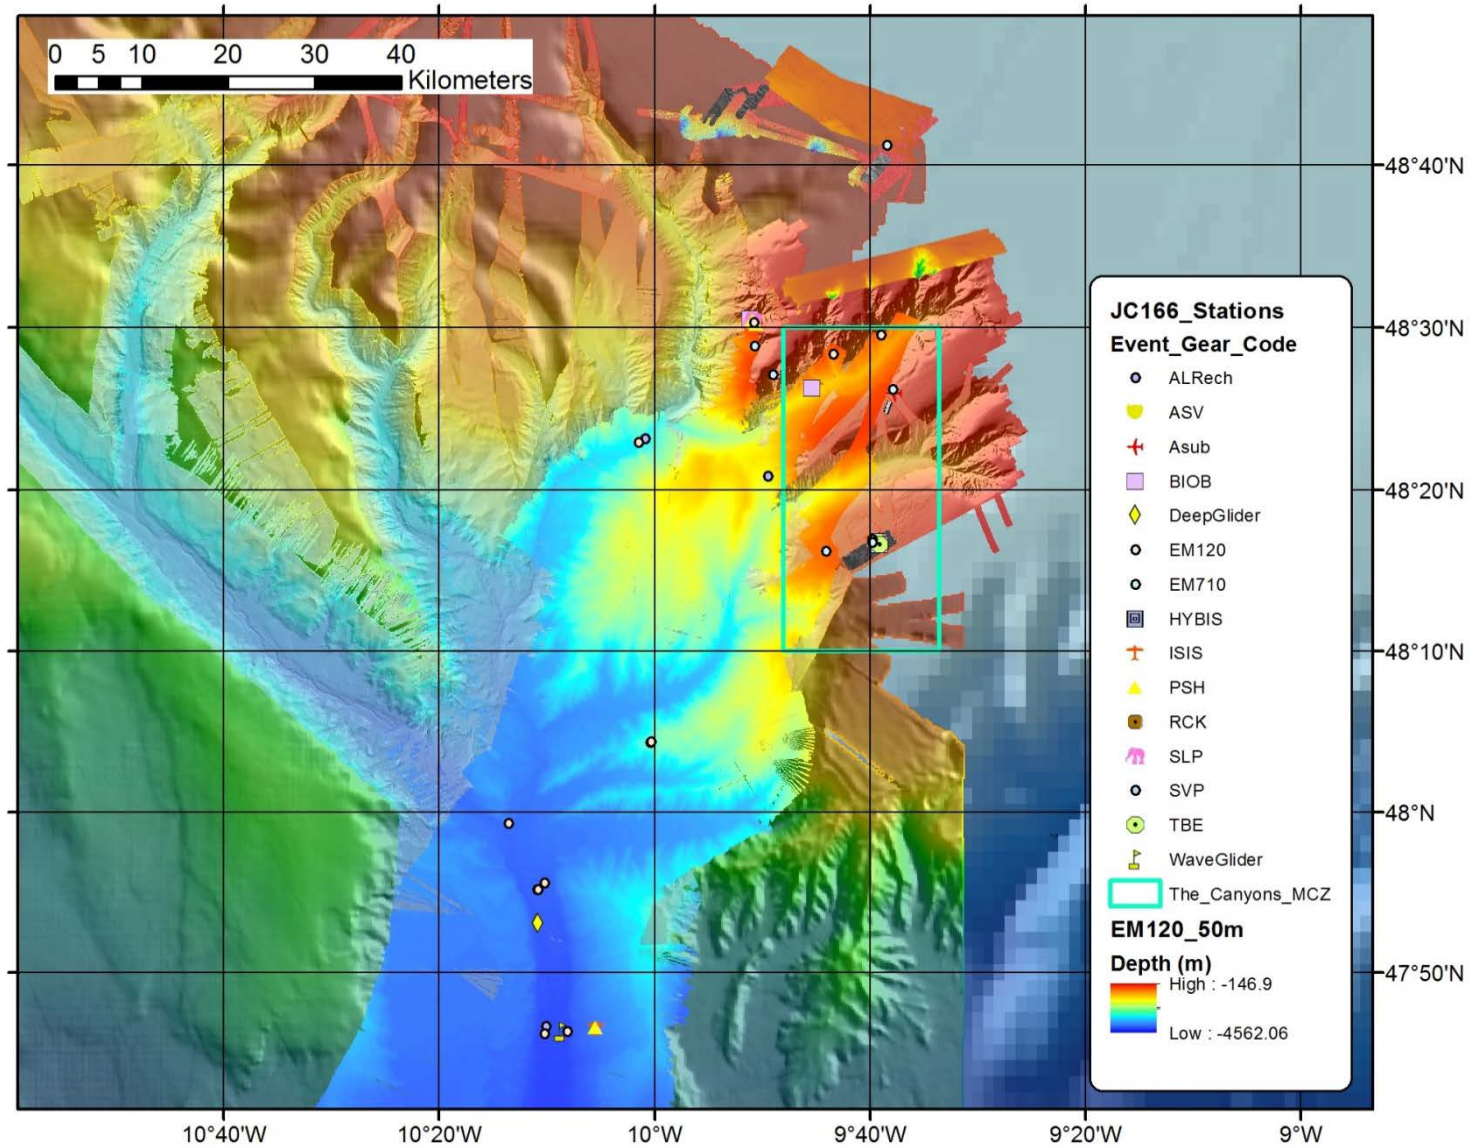 0 5 10 20 30 40
Kilometers
48°40'N
48°30'N
48°20'N
48°10'N
48°N
47°50'N
JC166_Stations
Event_Gear_Code
ALRech
ASV
Asub
BIOB
DeepGlider
EM120
EM710
HYBIS
ISIS
PSH
RCK
SLP
SVP
TBE
WaveGlider
The_Canyons_MCZ
EM120_50m
Depth (m)
High : -146.9
Low : -4562.06
10°40'W 10°20'W 10°W 9°40'W 9°20'W 9°W